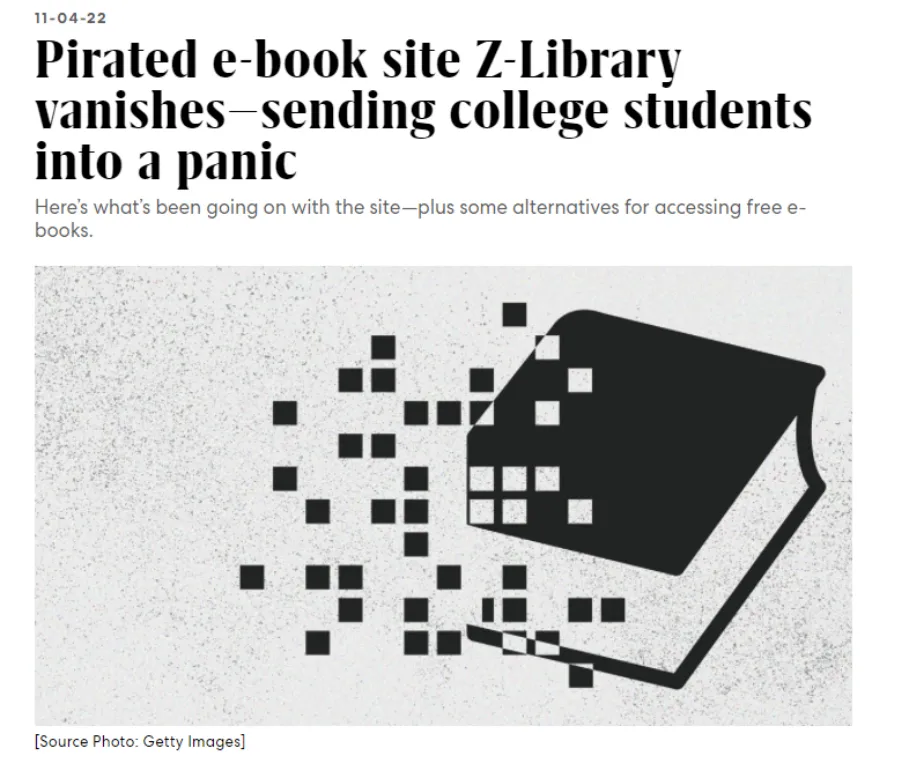 11-04-22
Pirated e-book site Z-Library
vanishes—sending college students
into a panic
Here’s what’s been going on with the site—plus some alternatives for accessing free e-
books.
[Source Photo: Getty Images]